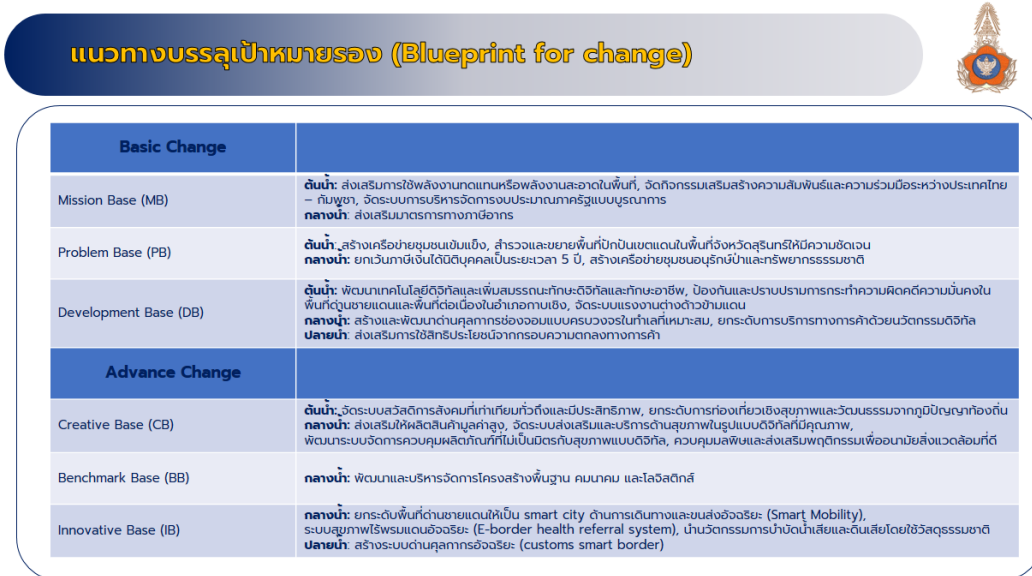 แนวทางบรรลุเป้าหมายรอง (Blueprint for change)
Basic Change
Mission Base (MB)
ต้นน้ำ: ส่งเสริมการใช้พลังงานทดแทนหรือพลังงานสะอาดในพื้นที่, จัดกิจกรรมเสริมสร้างความสัมพันธ์และความร่วมมือระหว่างประเทศไทย
– กัมพูชา, จัดระบบการบริหารจัดการงบประมาณภาครัฐแบบบูรณาการ
กลางน้ำ: ส่งเสริมมาตรการทางภาษีอากร
Problem Base (PB)
ต้นน้ำ: สร้างเครือข่ายชุมชนเข้มแข็ง, สำรวจและขยายพื้นที่ปักปันเขตแดนในพื้นที่จังหวัดสุรินทร์ให้มีความชัดเจน
กลางน้ำ: ยกเว้นภาษีเงินได้นิติบุคคลเป็นระยะเวลา 5 ปี, สร้างเครือข่ายชุมชนอนุรักษ์ป่าและทรัพยากรธรรมชาติ
Development Base (DB)
ต้นน้ำ: พัฒนาเทคโนโลยีดิจิทัลและเพิ่มสมรรถนะทักษะดิจิทัลและทักษะอาชีพ, ป้องกันและปราบปรามการกระทำความผิดคดีความมั่นคงใน
พื้นที่ด่านชายแดนและพื้นที่ต่อเนื่องในอำเภอกาบเชิง, จัดระบบแรงงานต่างด้าวข้ามแดน
กลางน้ำ: สร้างและพัฒนาด่านศุลกากรช่องจอมแบบครบวงจรในทำเลที่เหมาะสม, ยกระดับการบริการทางการค้าด้วยนวัตกรรมดิจิทัล
ปลายน้ำ: ส่งเสริมการใช้สิทธิประโยชน์จากกรอบความตกลงทางการค้า
Advance Change
Creative Base (CB)
ต้นน้ำ: จัดระบบสวัสดิการสังคมที่เท่าเทียมทั่วถึงและมีประสิทธิภาพ, ยกระดับการท่องเที่ยวเชิงสุขภาพและวัฒนธรรมจากภูมิปัญญาท้องถิ่น
กลางน้ำ: ส่งเสริมให้ผลิตสินค้ามูลค่าสูง, จัดระบบส่งเสริมและบริการด้านสุขภาพในรูปแบบดิจิทัลที่มีคุณภาพ,
พัฒนาระบบจัดการควบคุมผลิตภัณฑ์ที่ไม่เป็นมิตรกับสุขภาพแบบดิจิทัล, ควบคุมมลพิษและส่งเสริมพฤติกรรมเพื่ออนามัยสิ่งแวดล้อมที่ดี
Benchmark Base (BB)
กลางน้ำ: พัฒนาและบริหารจัดการโครงสร้างพื้นฐาน คมนาคม และโลจิสติกส์
Innovative Base (IB)
กลางน้ำ: ยกระดับพื้นที่ด่านชายแดนให้เป็น smart city ด้านการเดินทางและขนส่งอัจฉริยะ (Smart Mobility),
ระบบสุขภาพไร้พรมแดนอัจฉริยะ (E-border health referral system), นำนวัตกรรมการบำบัดน้ำเสียและดินเสียโดยใช้วัสดุธรรมชาติ
ปลายน้ำ: สร้างระบบด่านศุลกากรอัจฉริยะ (customs smart border)